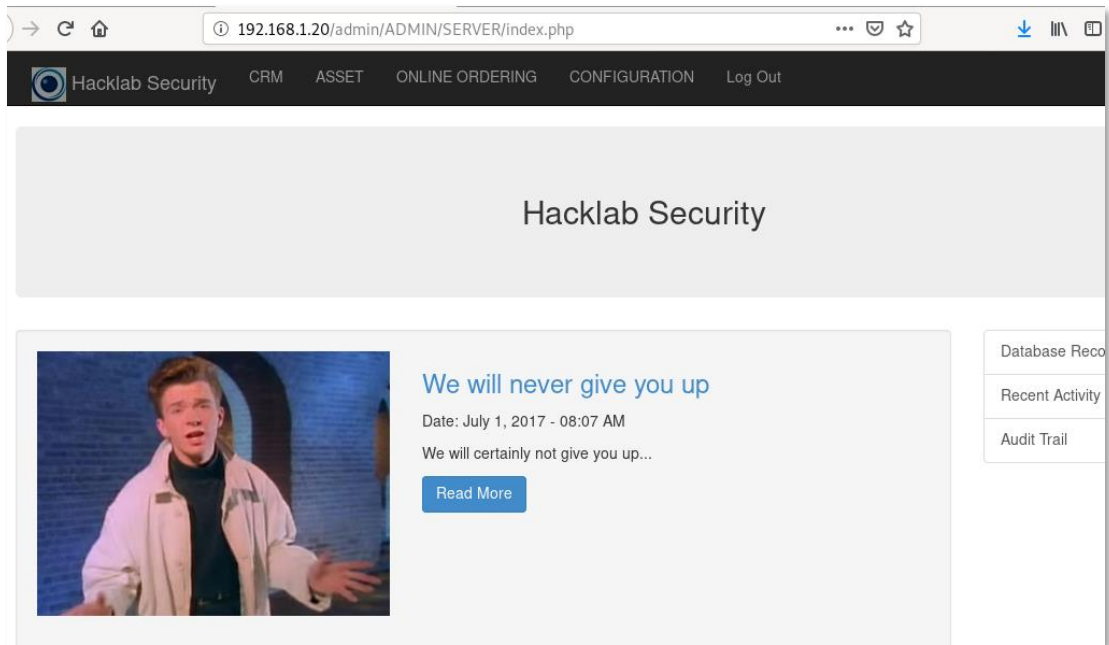 192.168.1.20/admin/ADMIN/SERVER/index.php
Hacklab Security CRM ASSET ONLINE ORDERING CONFIGURATION Log Out
Hacklab Security
We will never give you up
Date: July 1, 2017 - 08:07 AM
We will certainly not give you up...
Read More
Database Reco
Recent Activity
Audit Trail